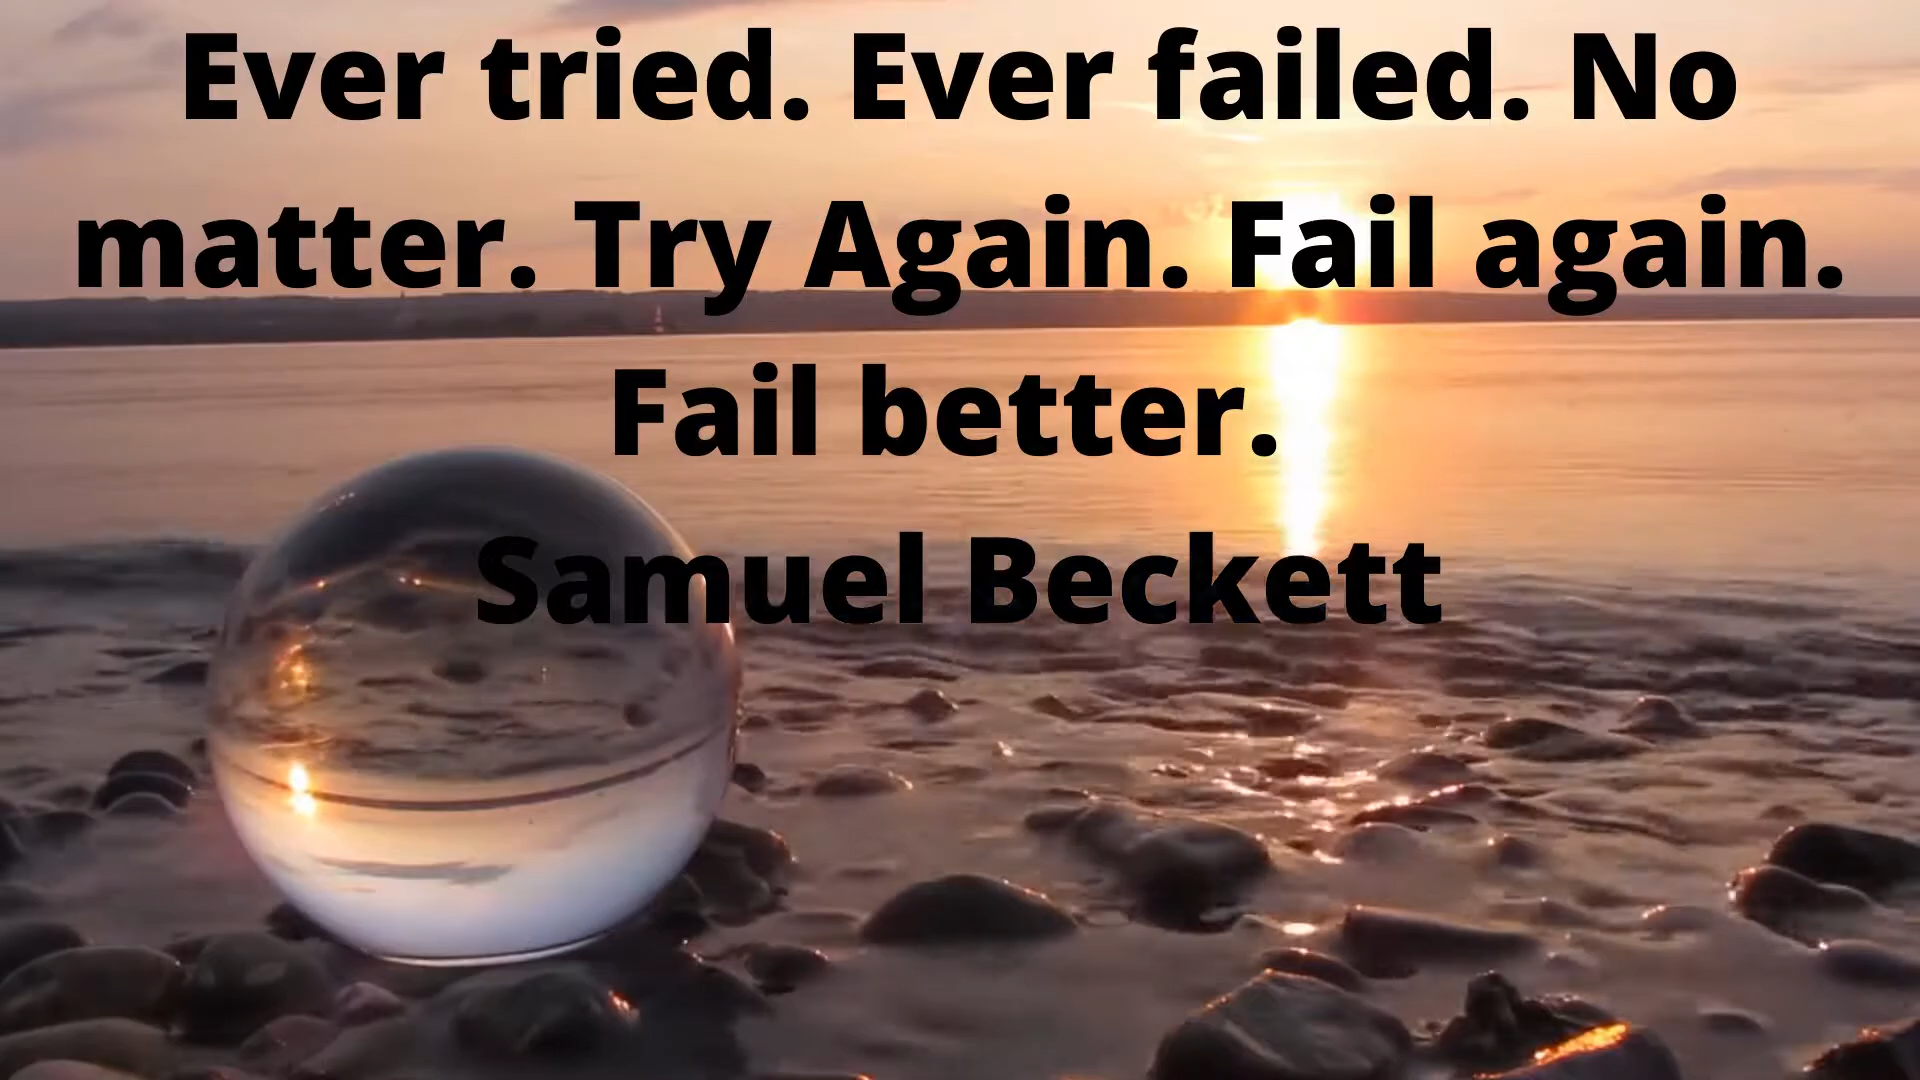 Ever tried. Ever failed. No
matter. Try Again. Fail again.
Fail better.
Samuel Beckett